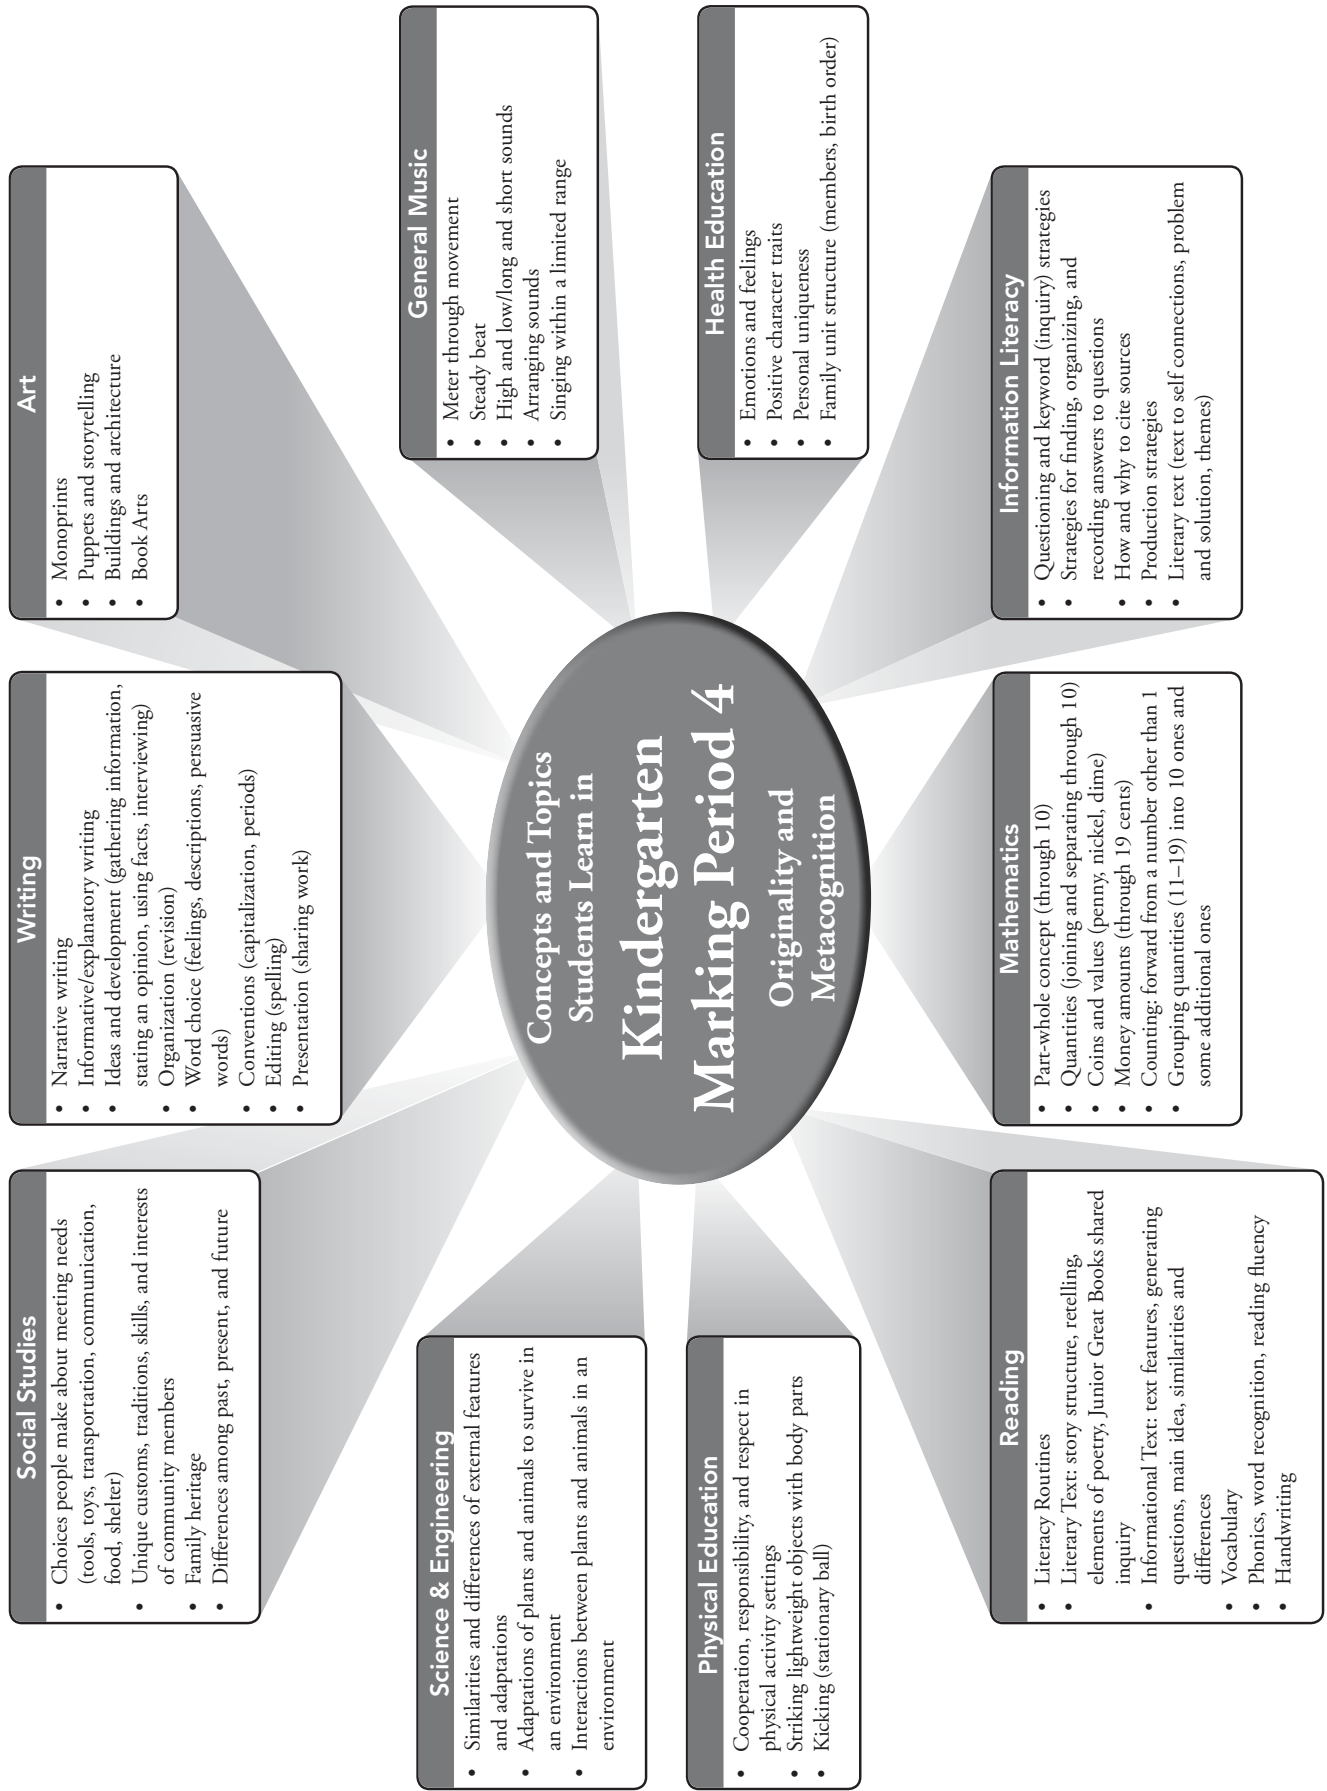 Concepts and Topics
Students Learn in
Kindergarten
Marking Period 4
Originality and
Metacognition
Social Studies
• Choices people make about meeting needs
(tools, toys, transportation, communication,
food, shelter)
• Unique customs, traditions, skills, and interests
of community members
• Family heritage
• Differences among past, present, and future
Writing
• Narrative writing
• Informative/explanatory writing
• Ideas and development (gathering information,
stating an opinion, using facts, interviewing)
• Organization (revision)
• Word choice (feelings, descriptions, persuasive
words)
• Conventions (capitalization, periods)
• Editing (spelling)
• Presentation (sharing work)
Art
• Monoprints
• Puppets and storytelling
• Buildings and architecture
• Book Arts
Science & Engineering
• Similarities and differences of external features
and adaptations
• Adaptations of plants and animals to survive in
an environment
• Interactions between plants and animals in an
environment
General Music
• Meter through movement
• Steady beat
• High and low/long and short sounds
• Arranging sounds
• Singing within a limited range
Physical Education
• Cooperation, responsibility, and respect in
physical activity settings
• Striking lightweight objects with body parts
• Kicking (stationary ball)
Health Education
• Emotions and feelings
• Positive character traits
• Personal uniqueness
• Family unit structure (members, birth order)
Reading
• Literacy Routines
• Literary Text: story structure, retelling,
elements of poetry, Junior Great Books shared
inquiry
• Informational Text: text features, generating
questions, main idea, similarities and
differences
• Vocabulary
• Phonics, word recognition, reading fluency
• Handwriting
Mathematics
• Part-whole concept (through 10)
• Quantities (joining and separating through 10)
• Coins and values (penny, nickel, dime)
• Money amounts (through 19 cents)
• Counting: forward from a number other than 1
• Grouping quantities (11–19) into 10 ones and
some additional ones
Information Literacy
• Questioning and keyword (inquiry) strategies
• Strategies for finding, organizing, and
recording answers to questions
• How and why to cite sources
• Production strategies
• Literary text (text to self connections, problem
and solution, themes)